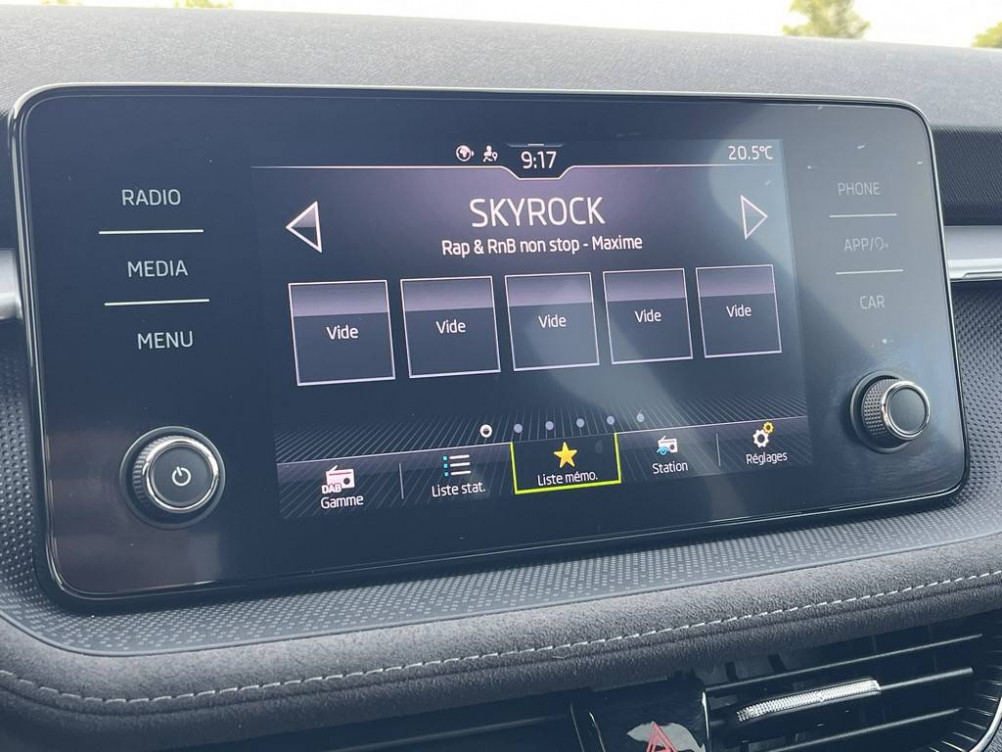 9:17
20.5°C
RADIO
MEDIA
MENU
SKYROCK
Rap & RnB non stop - Maxime
Vide
Vide
Vide
Vide
Vide
DAB
Gamme
Liste stat.
Liste mémo.
Station
Réglages
PHONE
APP/
CAR